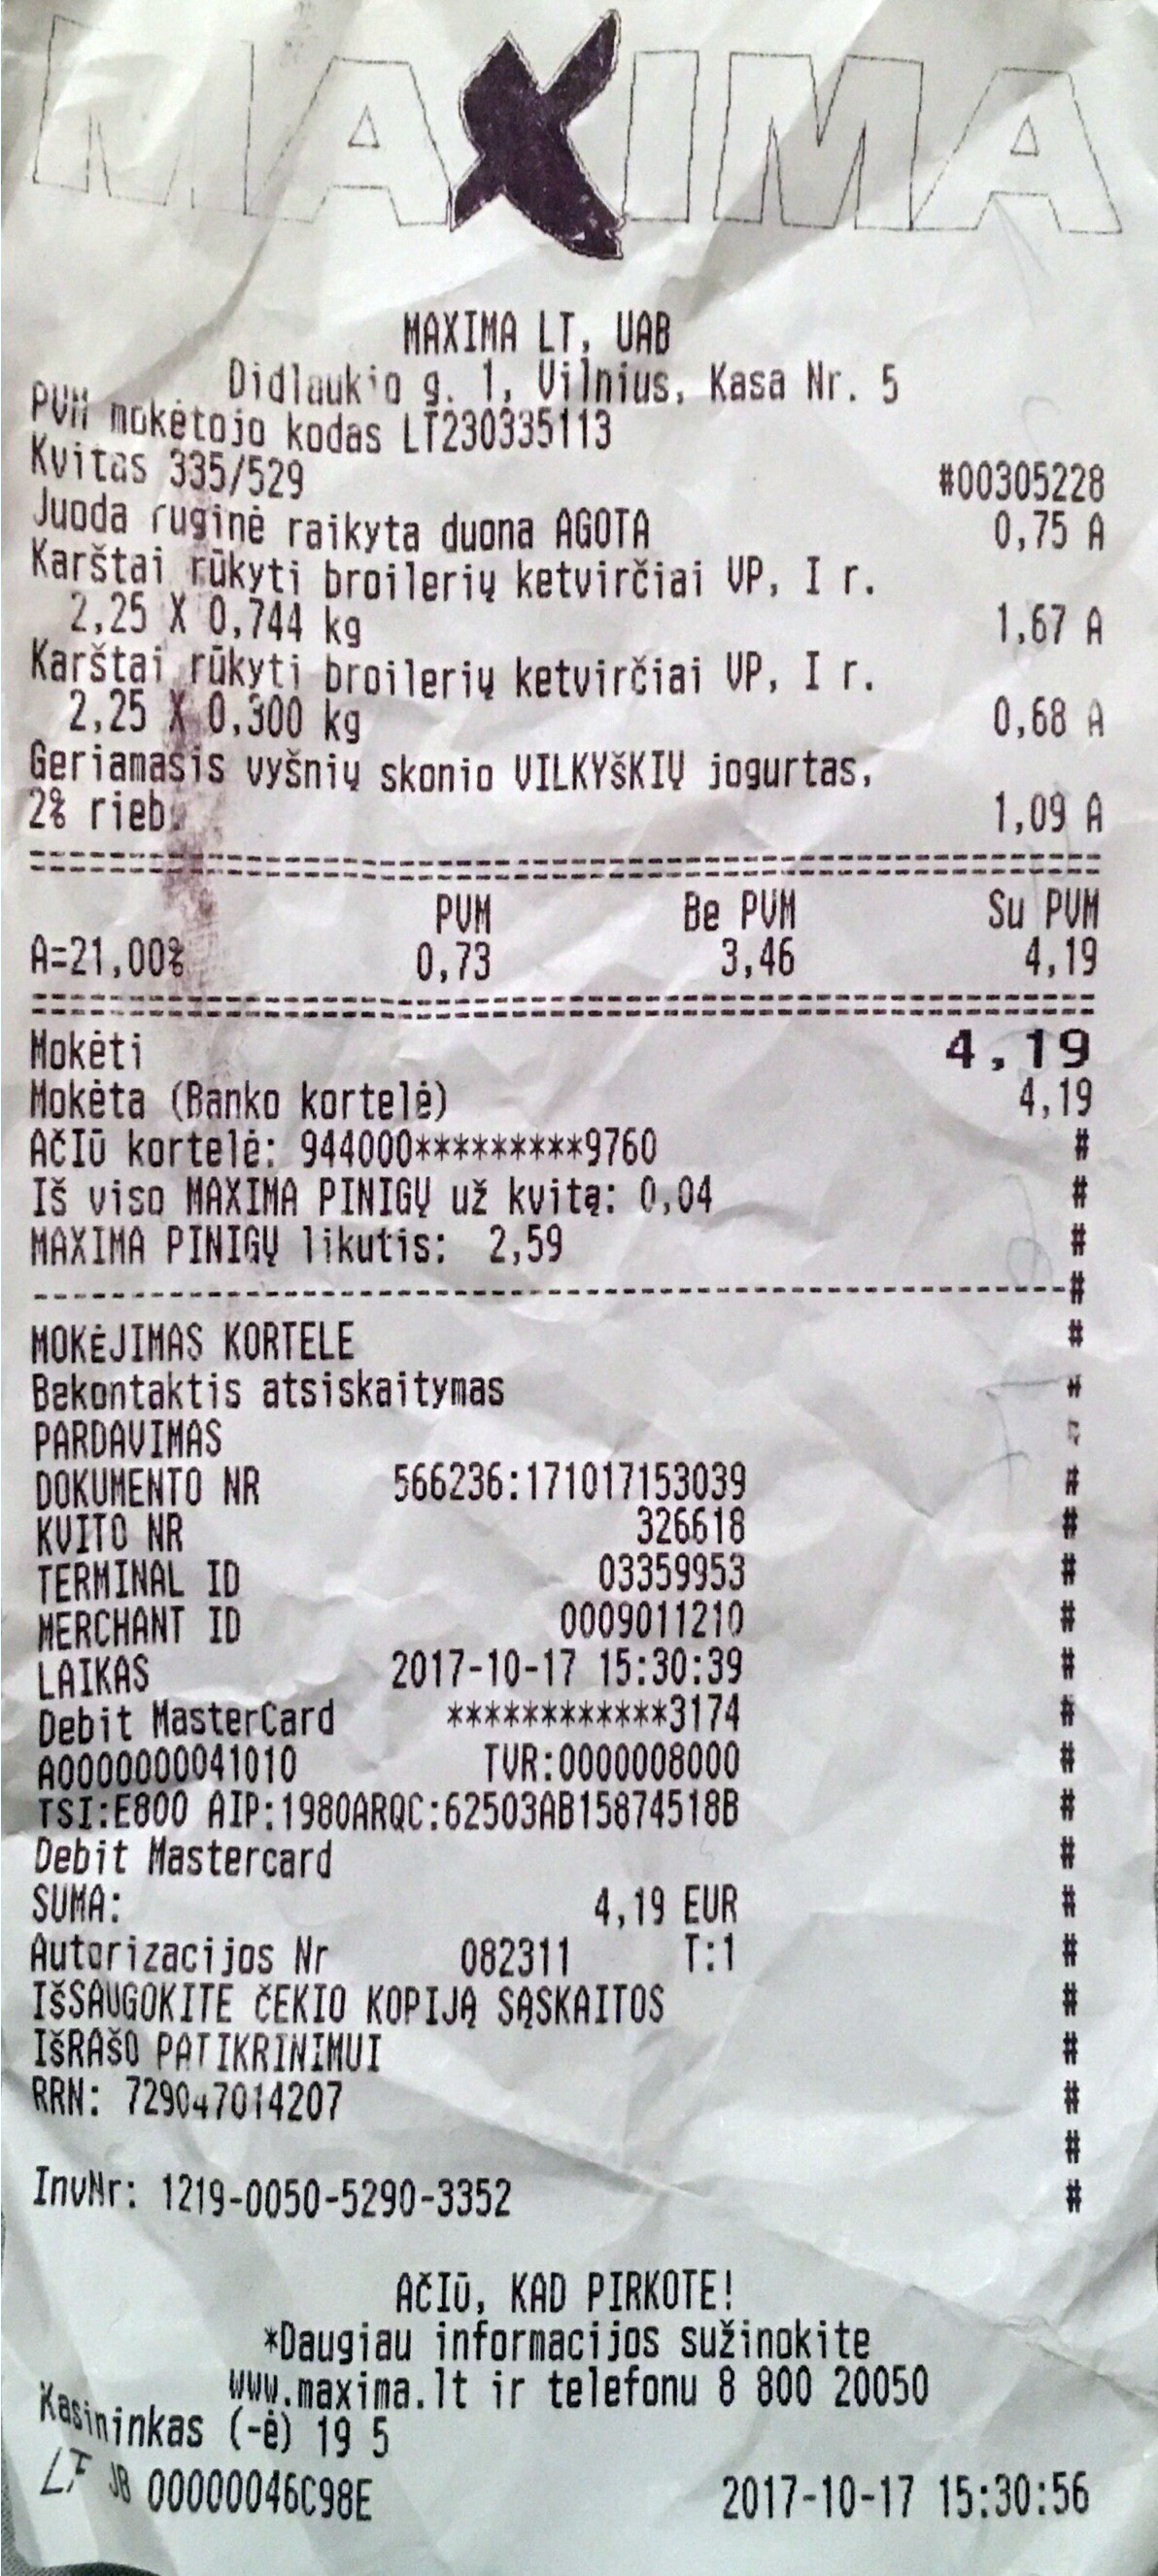 MAXIMA
MAXIMA LT, UAB
Didlaukio g. 1, Vilnius, Kasa Nr. 5
PVM mokėtojo kodas LT230335113
Kvitas 335/529 #00305228
Juoda ruginė raikyta duona AGOTA 0,75 A
Karštai rūkyti broilerių ketvirčiai VP, I r.
2,25 X 0,744 kg 1,67 A
Karštai rūkyti broilerių ketvirčiai VP, I r.
2,25 X 0,300 kg 0,68 A
Geriamasis vyšnių skonio VILKYšKIŲ jogurtas,
2% rieb. 1,09 A
PVM Be PVM Su PVM
A=21,00% 0,73 3,46 4,19
Mokėti 4,19
Mokėta (Banko kortelė) 4,19
AČIŪ kortelė: 944000*********9760 #
Iš viso MAXIMA PINIGŲ už kvitą: 0,04 #
MAXIMA PINIGŲ likutis: 2,59 #
#
MOKĖJIMAS KORTELE #
Bekontaktis atsiskaitymas #
PARDAVIMAS #
DOKUMENTO NR 566236:171017153039 #
KVITO NR 326618 #
TERMINAL ID 03359953 #
MERCHANT ID 0009011210 #
LAIKAS 2017-10-17 15:30:39 #
Debit MasterCard ************3174 #
A0000000041010 TVR:0000008000 #
TSI:E800 AIP:1980ARQC:62503AB15874518B #
Debit Mastercard #
SUMA: 4,19 EUR #
Autorizacijos Nr 082311 T:1 #
IšSAUGOKITE ČEKIO KOPIJĄ SĄSKAITOS #
IšRAšO PATIKRINIMUI #
RRN: 729047014207 #
#
InvNr: 1219-0050-5290-3352 #
AČIŪ, KAD PIRKOTE!
*Daugiau informacijos sužinokite
www.maxima.lt ir telefonu 8 800 20050
Kasininkas (-ė) 19 5
LF JB 00000046C98E 2017-10-17 15:30:56